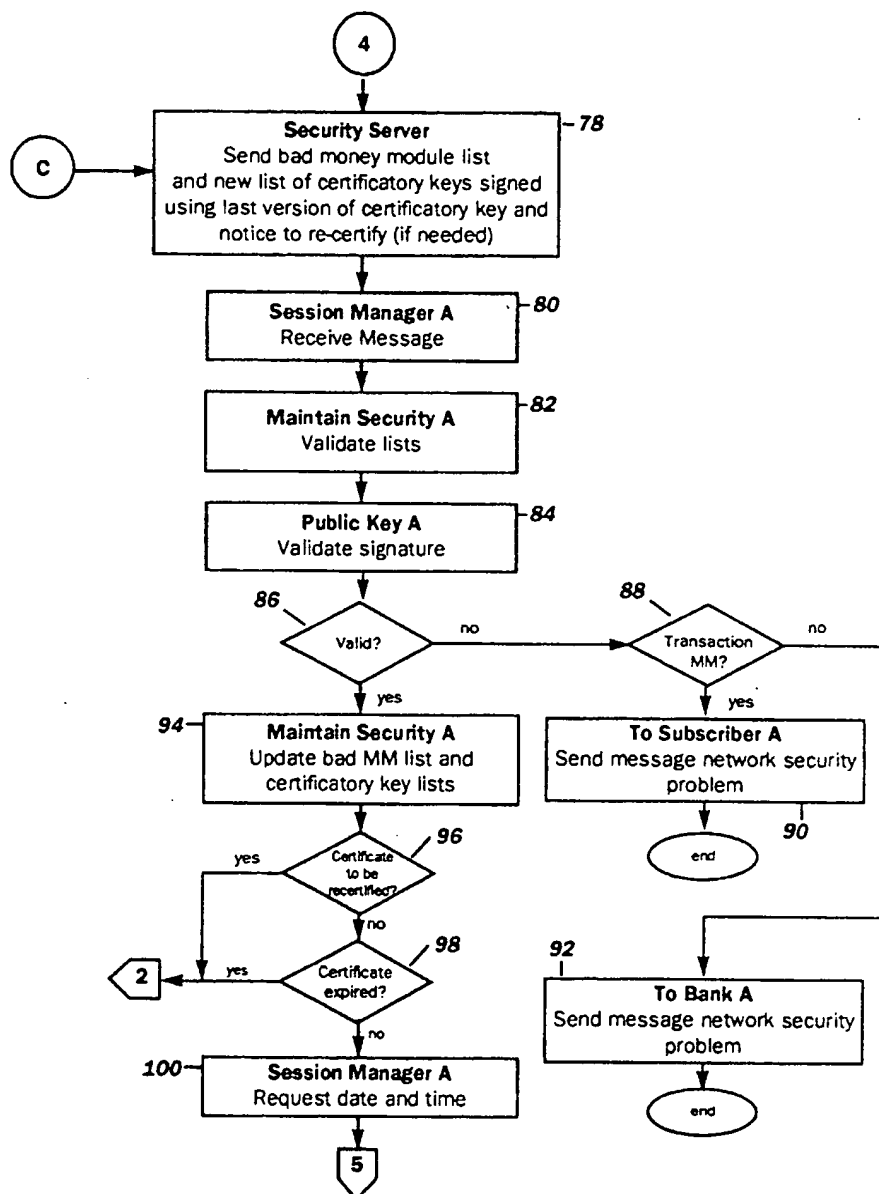 4
Security Server
78
Send bad money module list
and new list of certificatory keys signed
using last version of certificatory key and
notice to re-certify (if needed)
C
Session Manager A
80
Receive Message
Maintain Security A
82
Validate lists
Public Key A
84
Validate signature
86
Valid?
no
88
Transaction
MM?
no
yes
yes
94
Maintain Security A
Update bad MM list and
certificatory key lists
To Subscriber A
Send message network security
problem
90
end
96
Certificate
to be
recertified?
yes
no
98
Certificate
expired?
yes
2
no
92
To Bank A
Send message network security
problem
end
100
Session Manager A
Request date and time
5